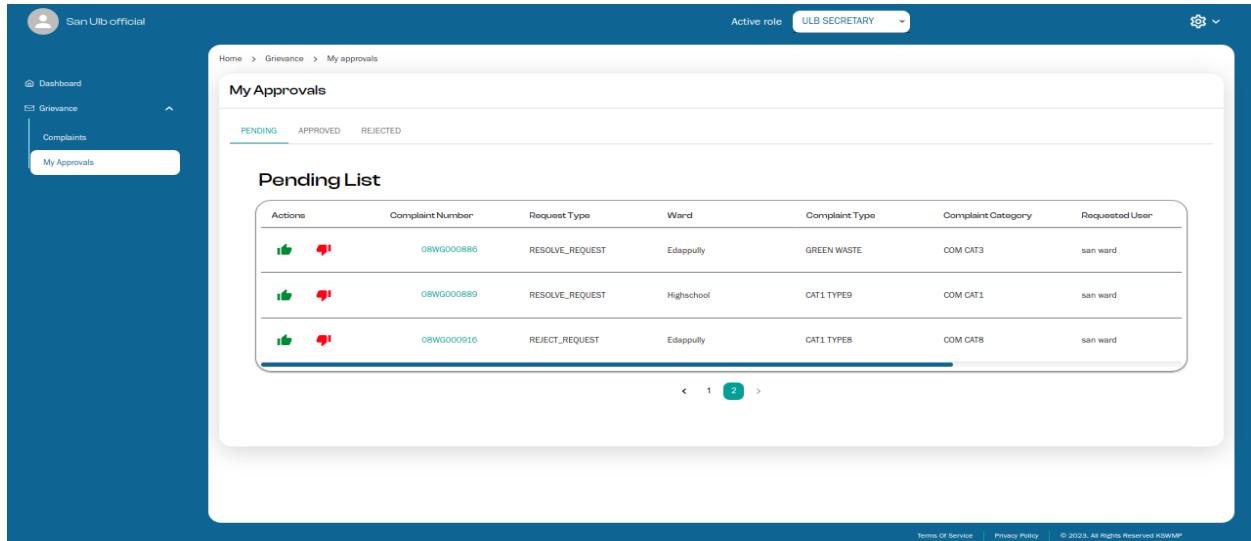 San Ulb official
Active role ULB SECRETARY
Home > Grievance > My approvals
Dashboard
Grievance
Complaints
My Approvals
My Approvals
PENDING APPROVED REJECTED
Pending List
Actions Complaint Number Request Type Ward Complaint Type Complaint Category Requested User
08WG000886 RESOLVE_REQUEST Edappully GREEN WASTE COM CAT3 san ward
08WG000889 RESOLVE_REQUEST Highschool CAT1 TYPE9 COM CAT1 san ward
08WG000916 REJECT_REQUEST Edappully CAT1 TYPE8 COM CAT8 san ward
< 1 2 >
Terms Of Service | Privacy Policy | © 2023, All Rights Reserved KSWMP